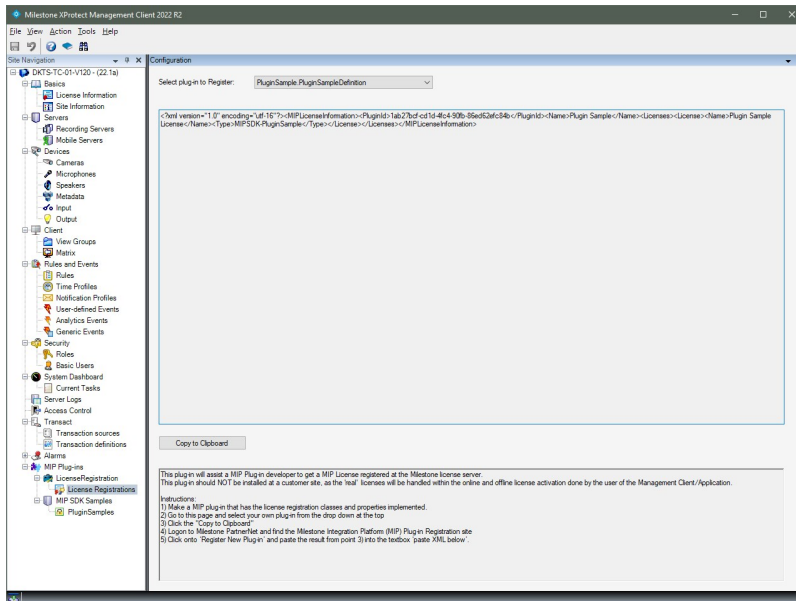 Milestone XProtect Management Client 2022 R2
File View Action Tools Help
Site Navigation
DKTS-TC-01-V120 - (22.1a)
Basics
License Information
Site Information
Servers
Recording Servers
Mobile Servers
Devices
Cameras
Microphones
Speakers
Metadata
Input
Output
Client
View Groups
Matrix
Rules and Events
Rules
Time Profiles
Notification Profiles
User-defined Events
Analytics Events
Generic Events
Security
Roles
Basic Users
System Dashboard
Current Tasks
Server Logs
Access Control
Transact
Transaction sources
Transaction definitions
Alarms
MIP Plug-ins
LicenseRegistration
License Registrations
MIP SDK Samples
PluginSamples
Configuration
Select plug-in to Register: PluginSample.PluginSampleDefinition
<?xml version="1.0" encoding="utf-16"?><MIPLicenseInformation><PluginId>1ab27bcf-cd1d-4fc4-90fb-86ed62efc84b</PluginId><Name>Plugin Sample</Name><Licenses><License><Name>Plugin Sample
License</Name><Type>MIPSDK-PluginSample</Type></License></Licenses></MIPLicenseInformation>
Copy to Clipboard
This plug-in will assist a MIP Plug-in developer to get a MIP License registered at the Milestone license server.
This plug-in should NOT be installed at a customer site, as the 'real' licenses will be handled within the online and offline license activation done by the user of the Management Client/Application.
Instructions:
1) Make a MIP plug-in that has the license registration classes and properties implemented.
2) Go to this page and select your own plug-in from the drop down at the top
3) Click the "Copy to Clipboard"
4) Logon to Milestone PartnerNet and find the Milestone Integration Platform (MIP) Plug-in Registration site
5) Click onto 'Register New Plug-in' and paste the result from point 3) into the textbox 'paste XML below'.